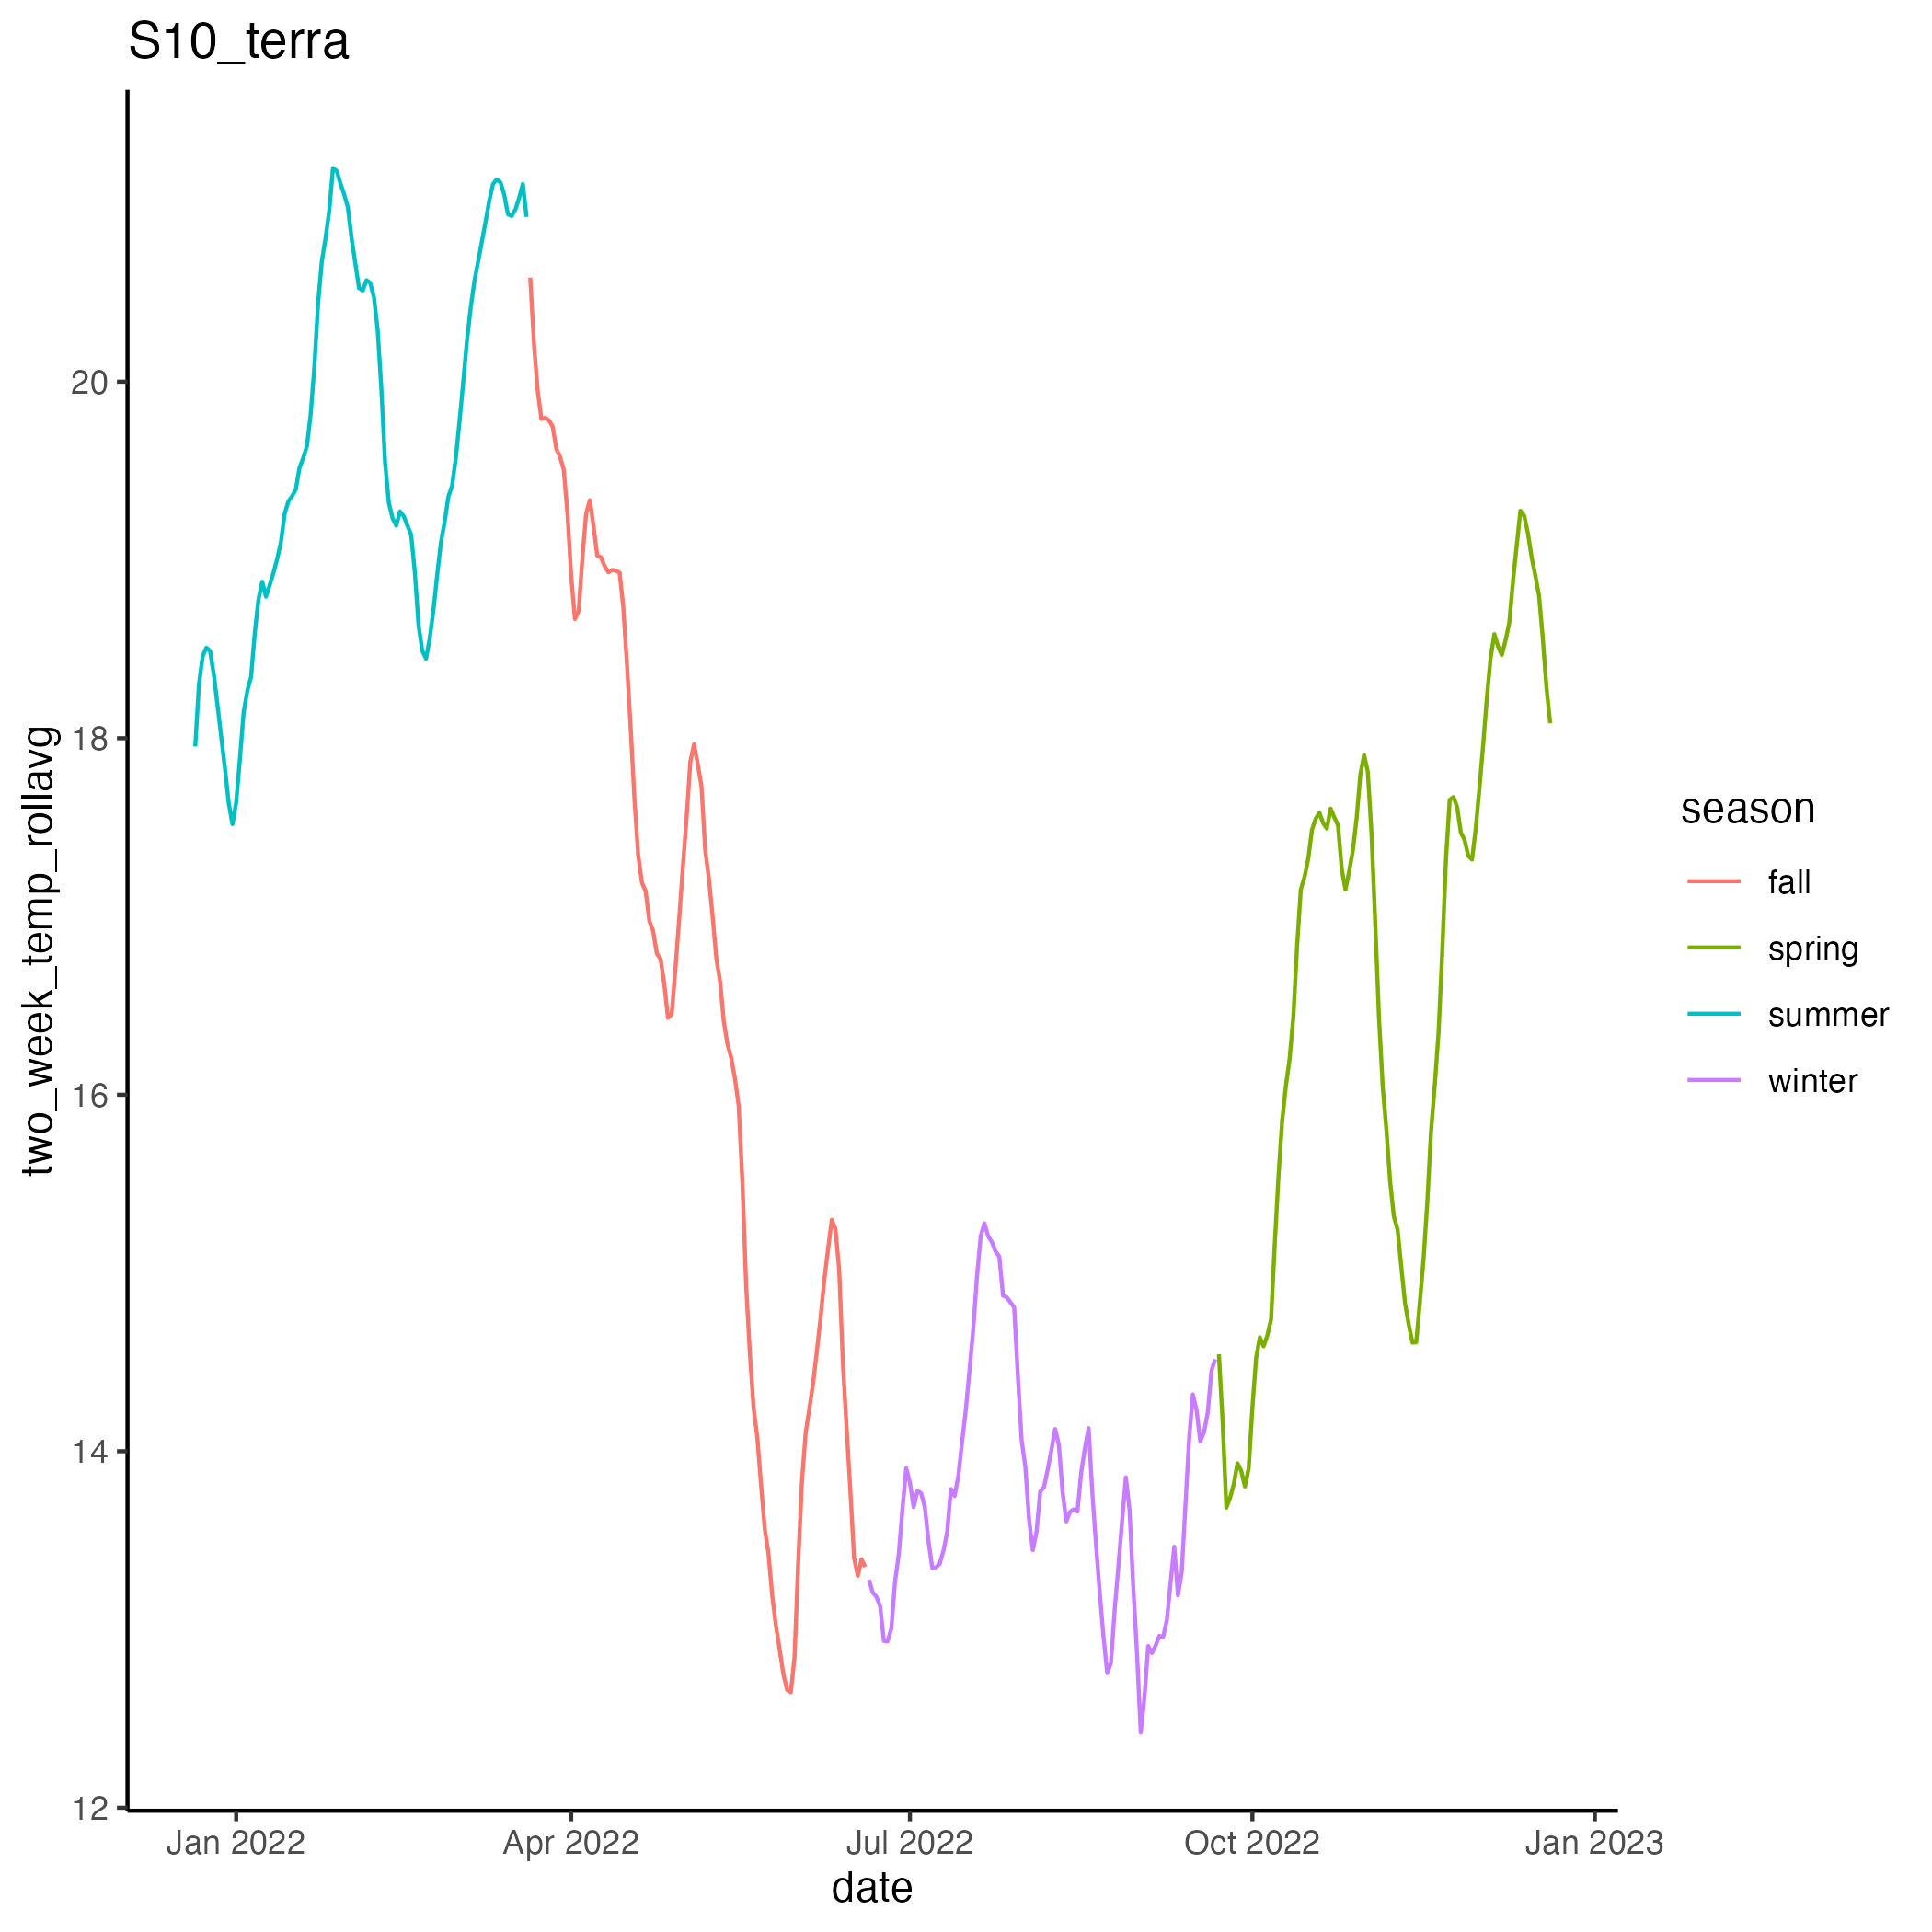 S10_terra
two_week_temp_rollavg
20
18
16
14
12
Jan 2022
Apr 2022
Jul 2022
Oct 2022
Jan 2023
date
season
fall
spring
summer
winter